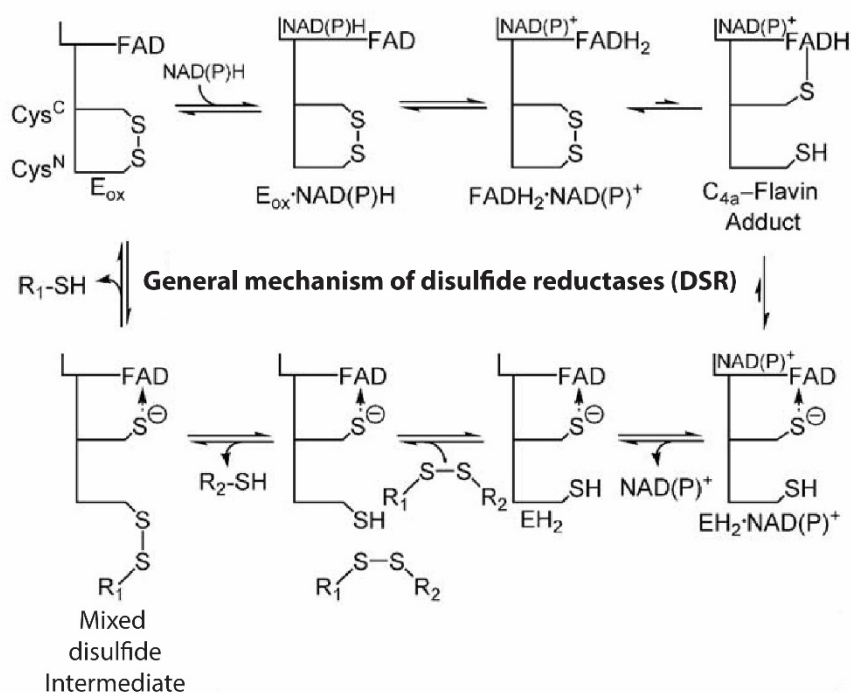 FAD
NAD(P)H
Cys^C
S
S
Cys^N
E_ox
NAD(P)H
FAD
S
S
E_ox·NAD(P)H
NAD(P)⁺
FADH₂
S
S
FADH₂·NAD(P)⁺
NAD(P)⁺
FADH
S
SH
C_4a–Flavin
Adduct
R₁-SH
General mechanism of disulfide reductases (DSR)
FAD
S⊖
S
S
R₁
Mixed
disulfide
Intermediate
R₂-SH
FAD
S⊖
SH
R₁
S–S
R₂
S–S
R₁
R₂
FAD
S⊖
SH
EH₂
NAD(P)⁺
NAD(P)⁺
FAD
S⊖
SH
EH₂·NAD(P)⁺